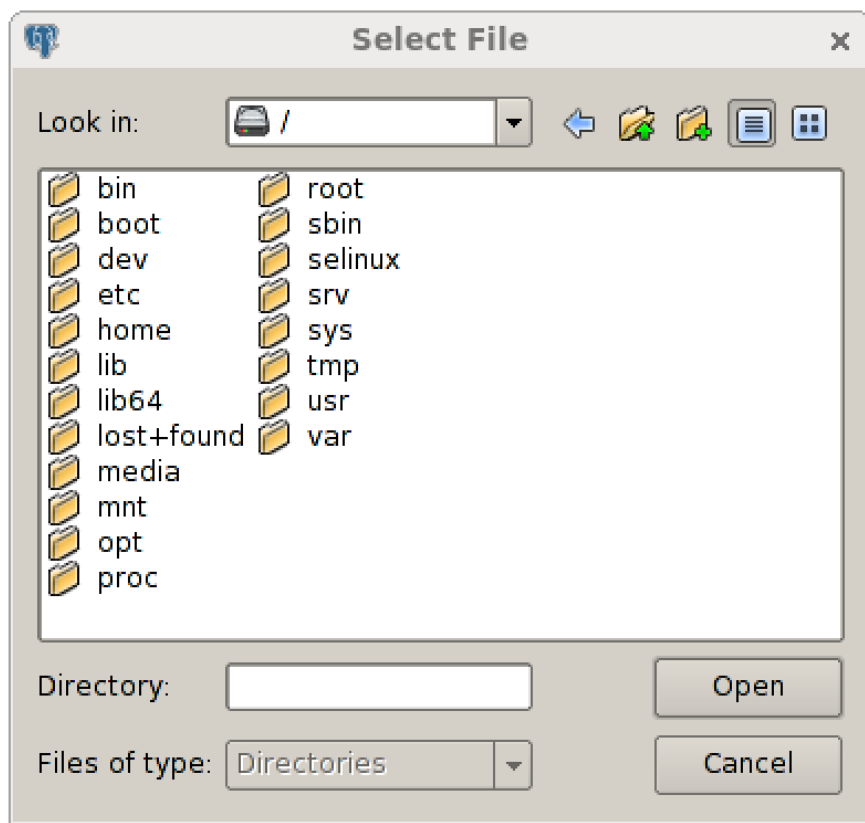 Select File
Look in: /
bin
boot
dev
etc
home
lib
lib64
lost+found
media
mnt
opt
proc
root
sbin
selinux
srv
sys
tmp
usr
var
Directory:
Open
Files of type: Directories
Cancel